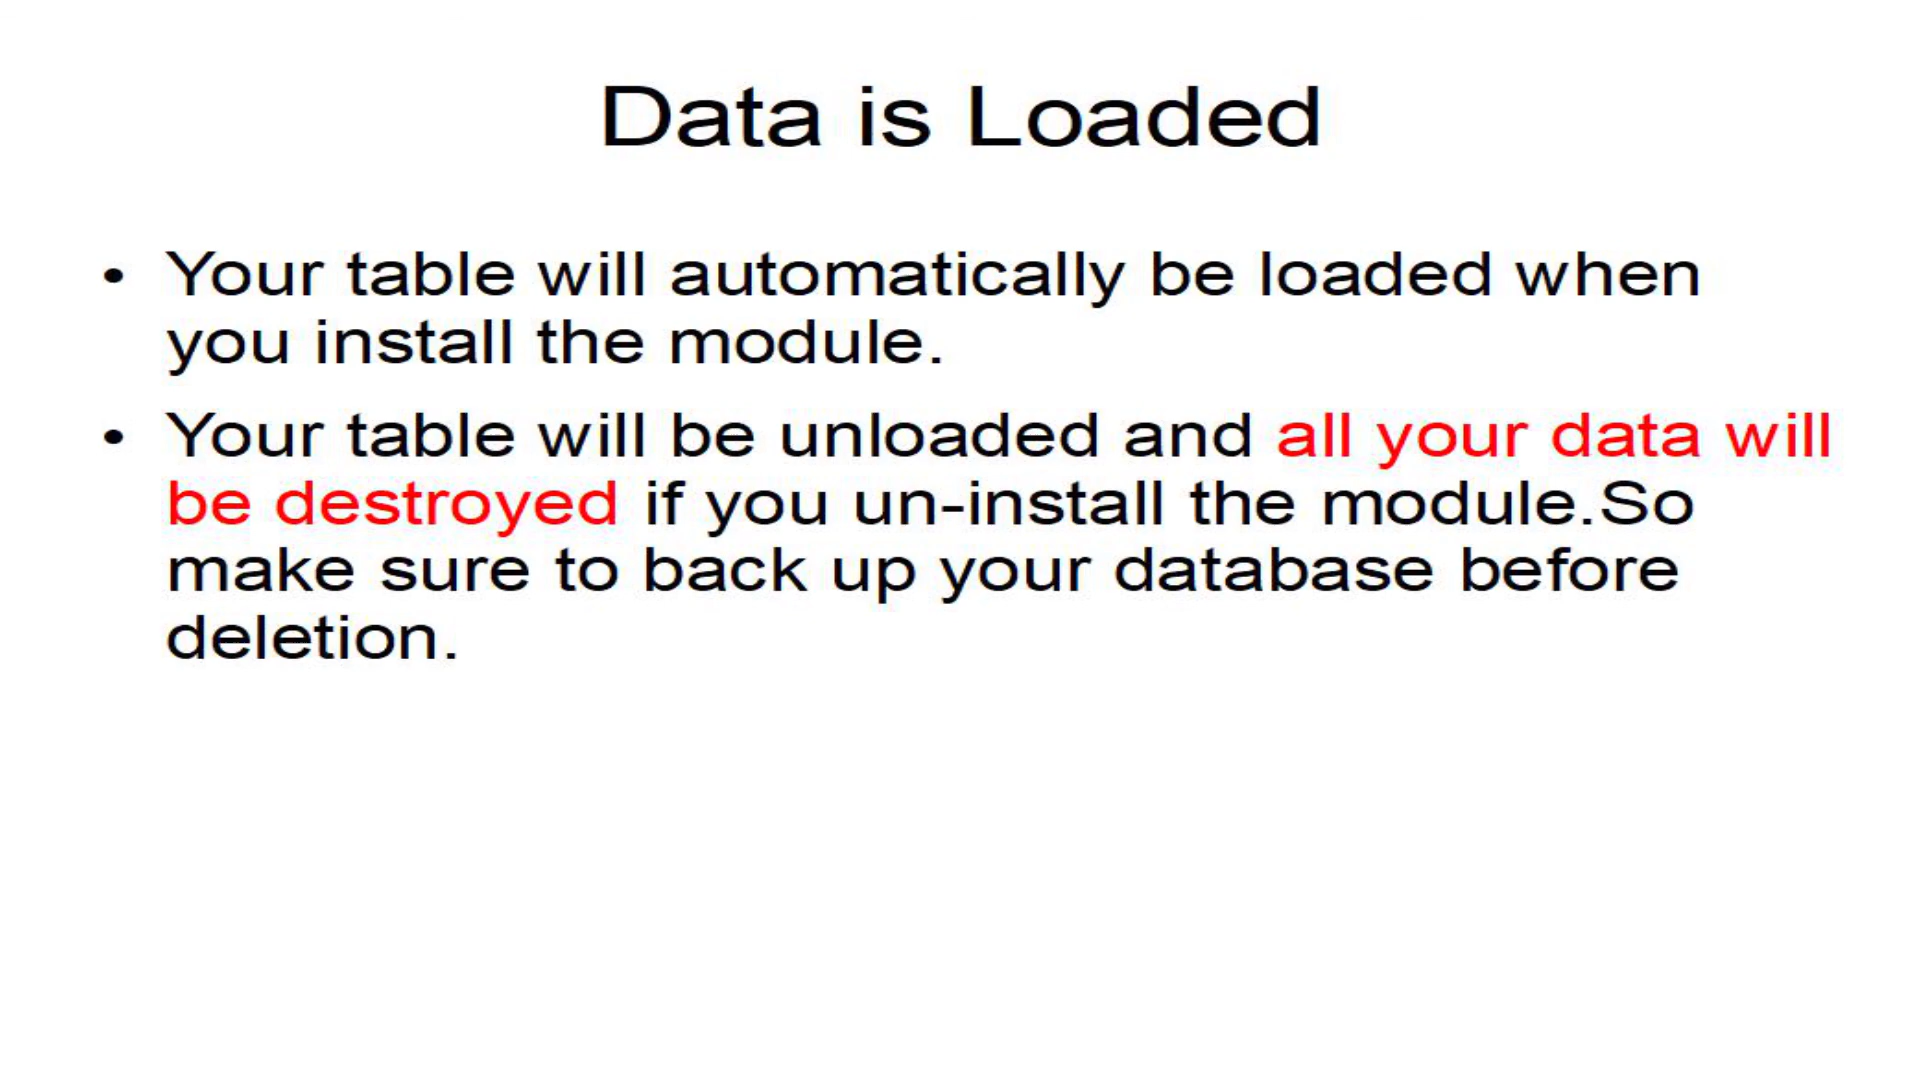 Data is Loaded
• Your table will automatically be loaded when
you install the module.
• Your table will be unloaded and all your data will
be destroyed if you un-install the module.So
make sure to back up your database before
deletion.